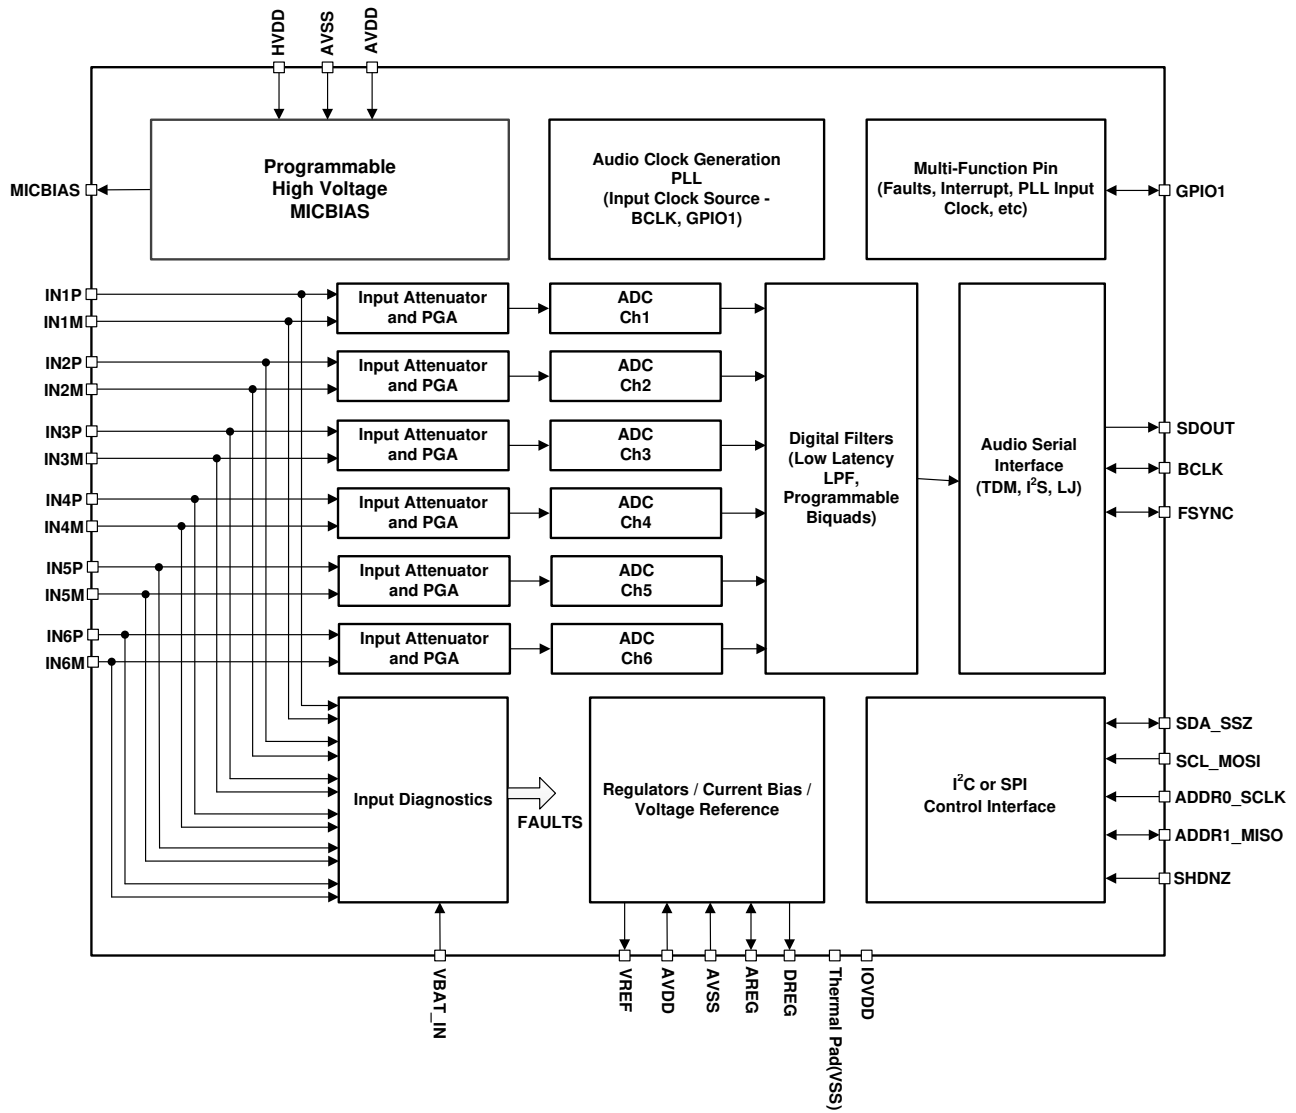 HVDD
AVSS
AVDD
Programmable
High Voltage
MICBIAS
Audio Clock Generation
PLL
(Input Clock Source -
BCLK, GPIO1)
Multi-Function Pin
(Faults, Interrupt, PLL Input
Clock, etc)
MICBIAS
GPIO1
IN1P
IN1M
Input Attenuator
and PGA
ADC
Ch1
IN2P
IN2M
Input Attenuator
and PGA
ADC
Ch2
IN3P
IN3M
Input Attenuator
and PGA
ADC
Ch3
IN4P
IN4M
Input Attenuator
and PGA
ADC
Ch4
IN5P
IN5M
Input Attenuator
and PGA
ADC
Ch5
IN6P
IN6M
Input Attenuator
and PGA
ADC
Ch6
Digital Filters
(Low Latency
LPF,
Programmable
Biquads)
Audio Serial
Interface
(TDM, I²S, LJ)
SDOUT
BCLK
FSYNC
Input Diagnostics
FAULTS
Regulators / Current Bias /
Voltage Reference
I²C or SPI
Control Interface
SDA_SSZ
SCL_MOSI
ADDR0_SCLK
ADDR1_MISO
SHDNZ
VBAT_IN
VREF
AVDD
AVSS
AREG
DREG
Thermal Pad(VSS)
IOVDD